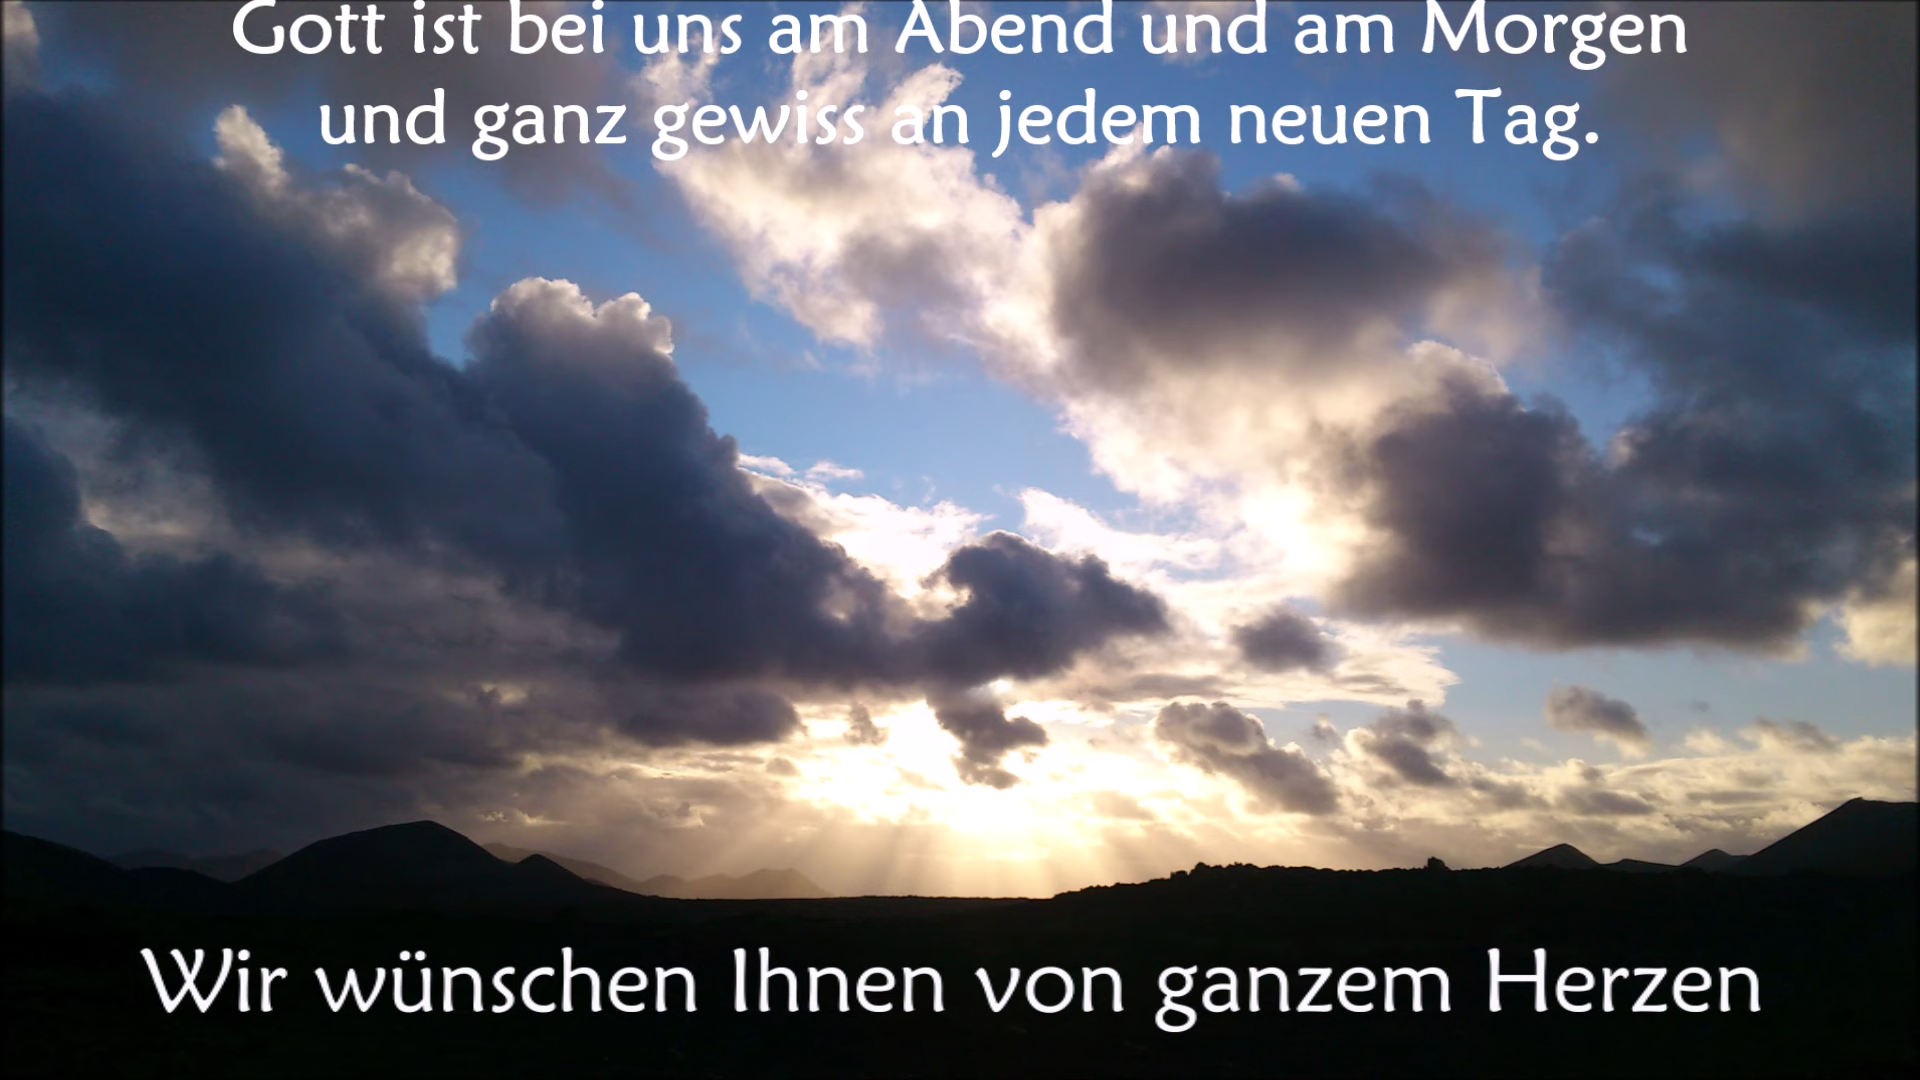 Gott ist bei uns am Abend und am Morgen
und ganz gewiss an jedem neuen Tag.
Wir wünschen Ihnen von ganzem Herzen